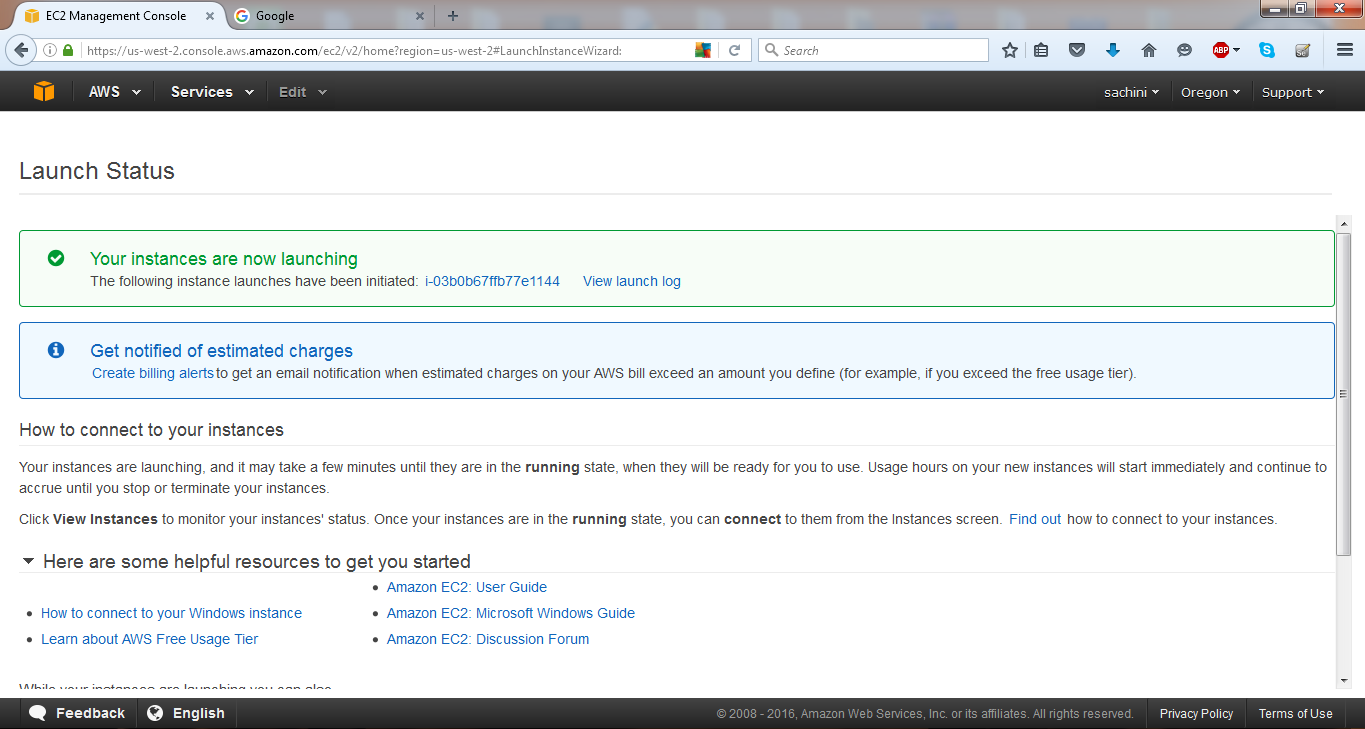 EC2 Management Console
Google
https://us-west-2.console.aws.amazon.com/ec2/v2/home?region=us-west-2#LaunchInstanceWizard:
Search
ABP
AWS Services Edit sachini Oregon Support
Launch Status
Your instances are now launching
The following instance launches have been initiated: i-03b0b67ffb77e1144 View launch log
Get notified of estimated charges
Create billing alerts to get an email notification when estimated charges on your AWS bill exceed an amount you define (for example, if you exceed the free usage tier).
How to connect to your instances
Your instances are launching, and it may take a few minutes until they are in the running state, when they will be ready for you to use. Usage hours on your new instances will start immediately and continue to
accrue until you stop or terminate your instances.
Click View Instances to monitor your instances' status. Once your instances are in the running state, you can connect to them from the Instances screen. Find out how to connect to your instances.
Here are some helpful resources to get you started
• How to connect to your Windows instance
• Learn about AWS Free Usage Tier
• Amazon EC2: User Guide
• Amazon EC2: Microsoft Windows Guide
• Amazon EC2: Discussion Forum
While your instances are launching you can also
Feedback English © 2008 - 2016, Amazon Web Services, Inc. or its affiliates. All rights reserved. Privacy Policy Terms of Use